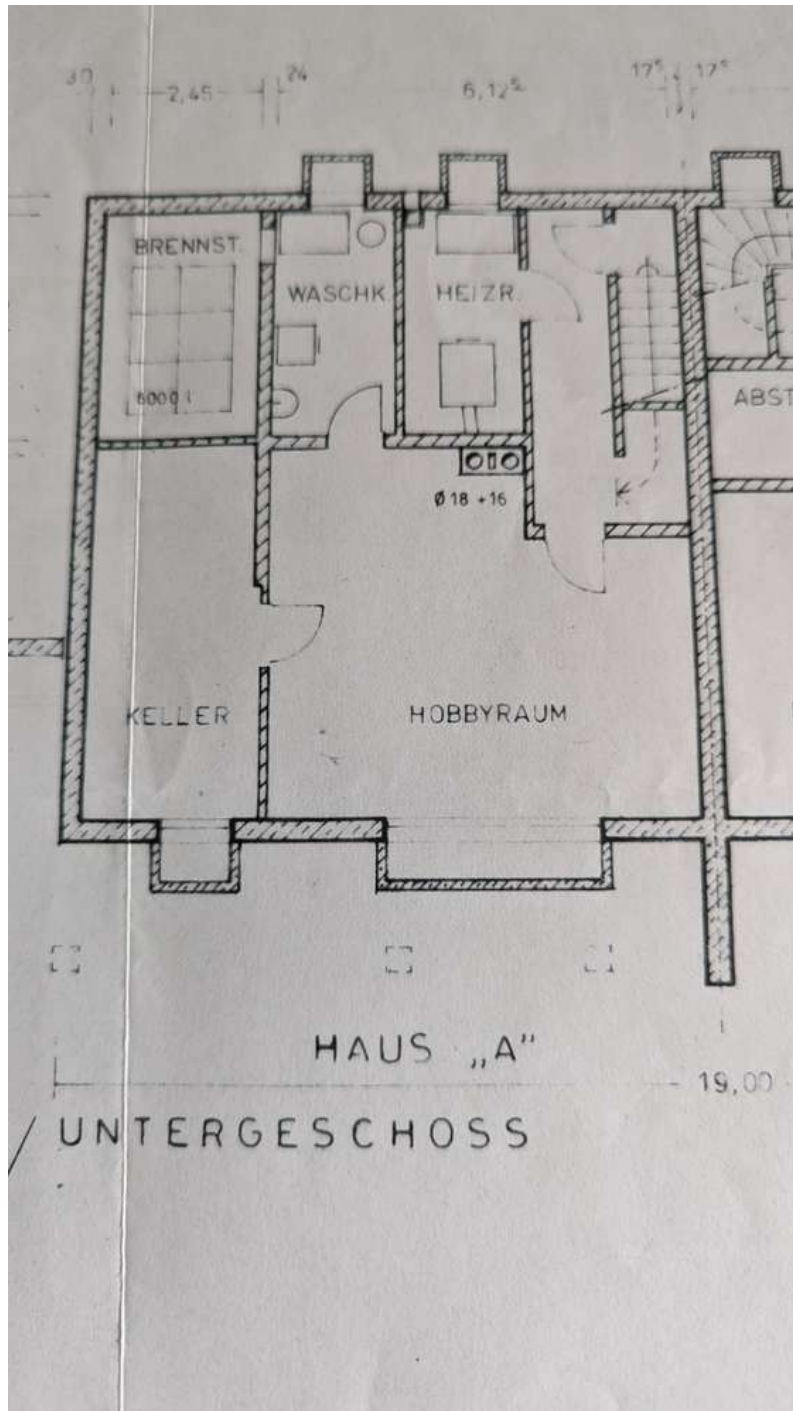 30 2,45 24 6,12⁵ 17⁵ 17⁵
BRENNST.
WASCHK.
HEIZR.
6000 l
ABST
Ø 18 + 16
KELLER
HOBBYRAUM
HAUS „A"
19,00
UNTERGESCHOSS